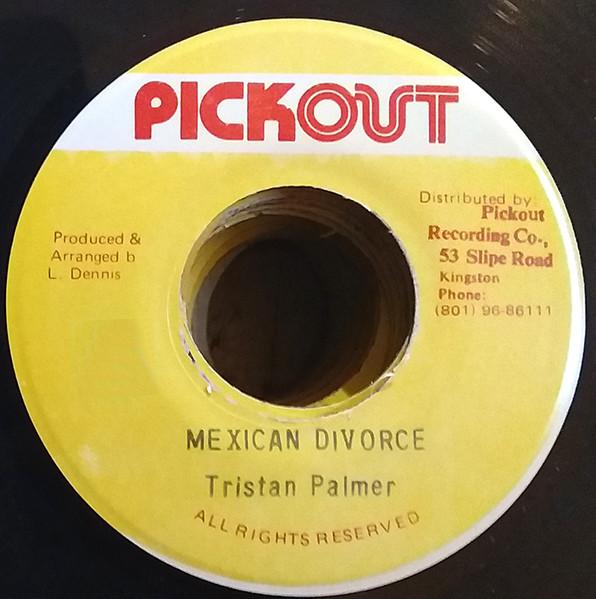 PICKOUT
Produced &
Arranged b
L. Dennis
Distributed by:
Pickout
Recording Co.,
53 Slipe Road
Kingston
Phone:
(801) 96-86111
MEXICAN DIVORCE
Tristan Palmer
ALL RIGHTS RESERVED